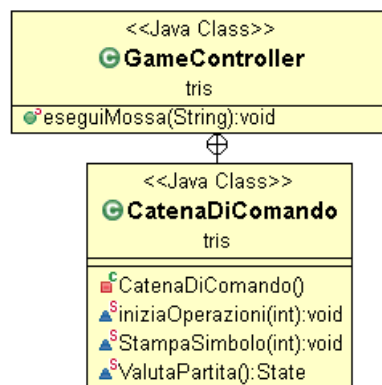 <<Java Class>>
GameController
tris
eseguiMossa(String):void
<<Java Class>>
CatenaDiComando
tris
CatenaDiComando()
iniziaOperazioni(int):void
StampaSimbolo(int):void
ValutaPartita():State